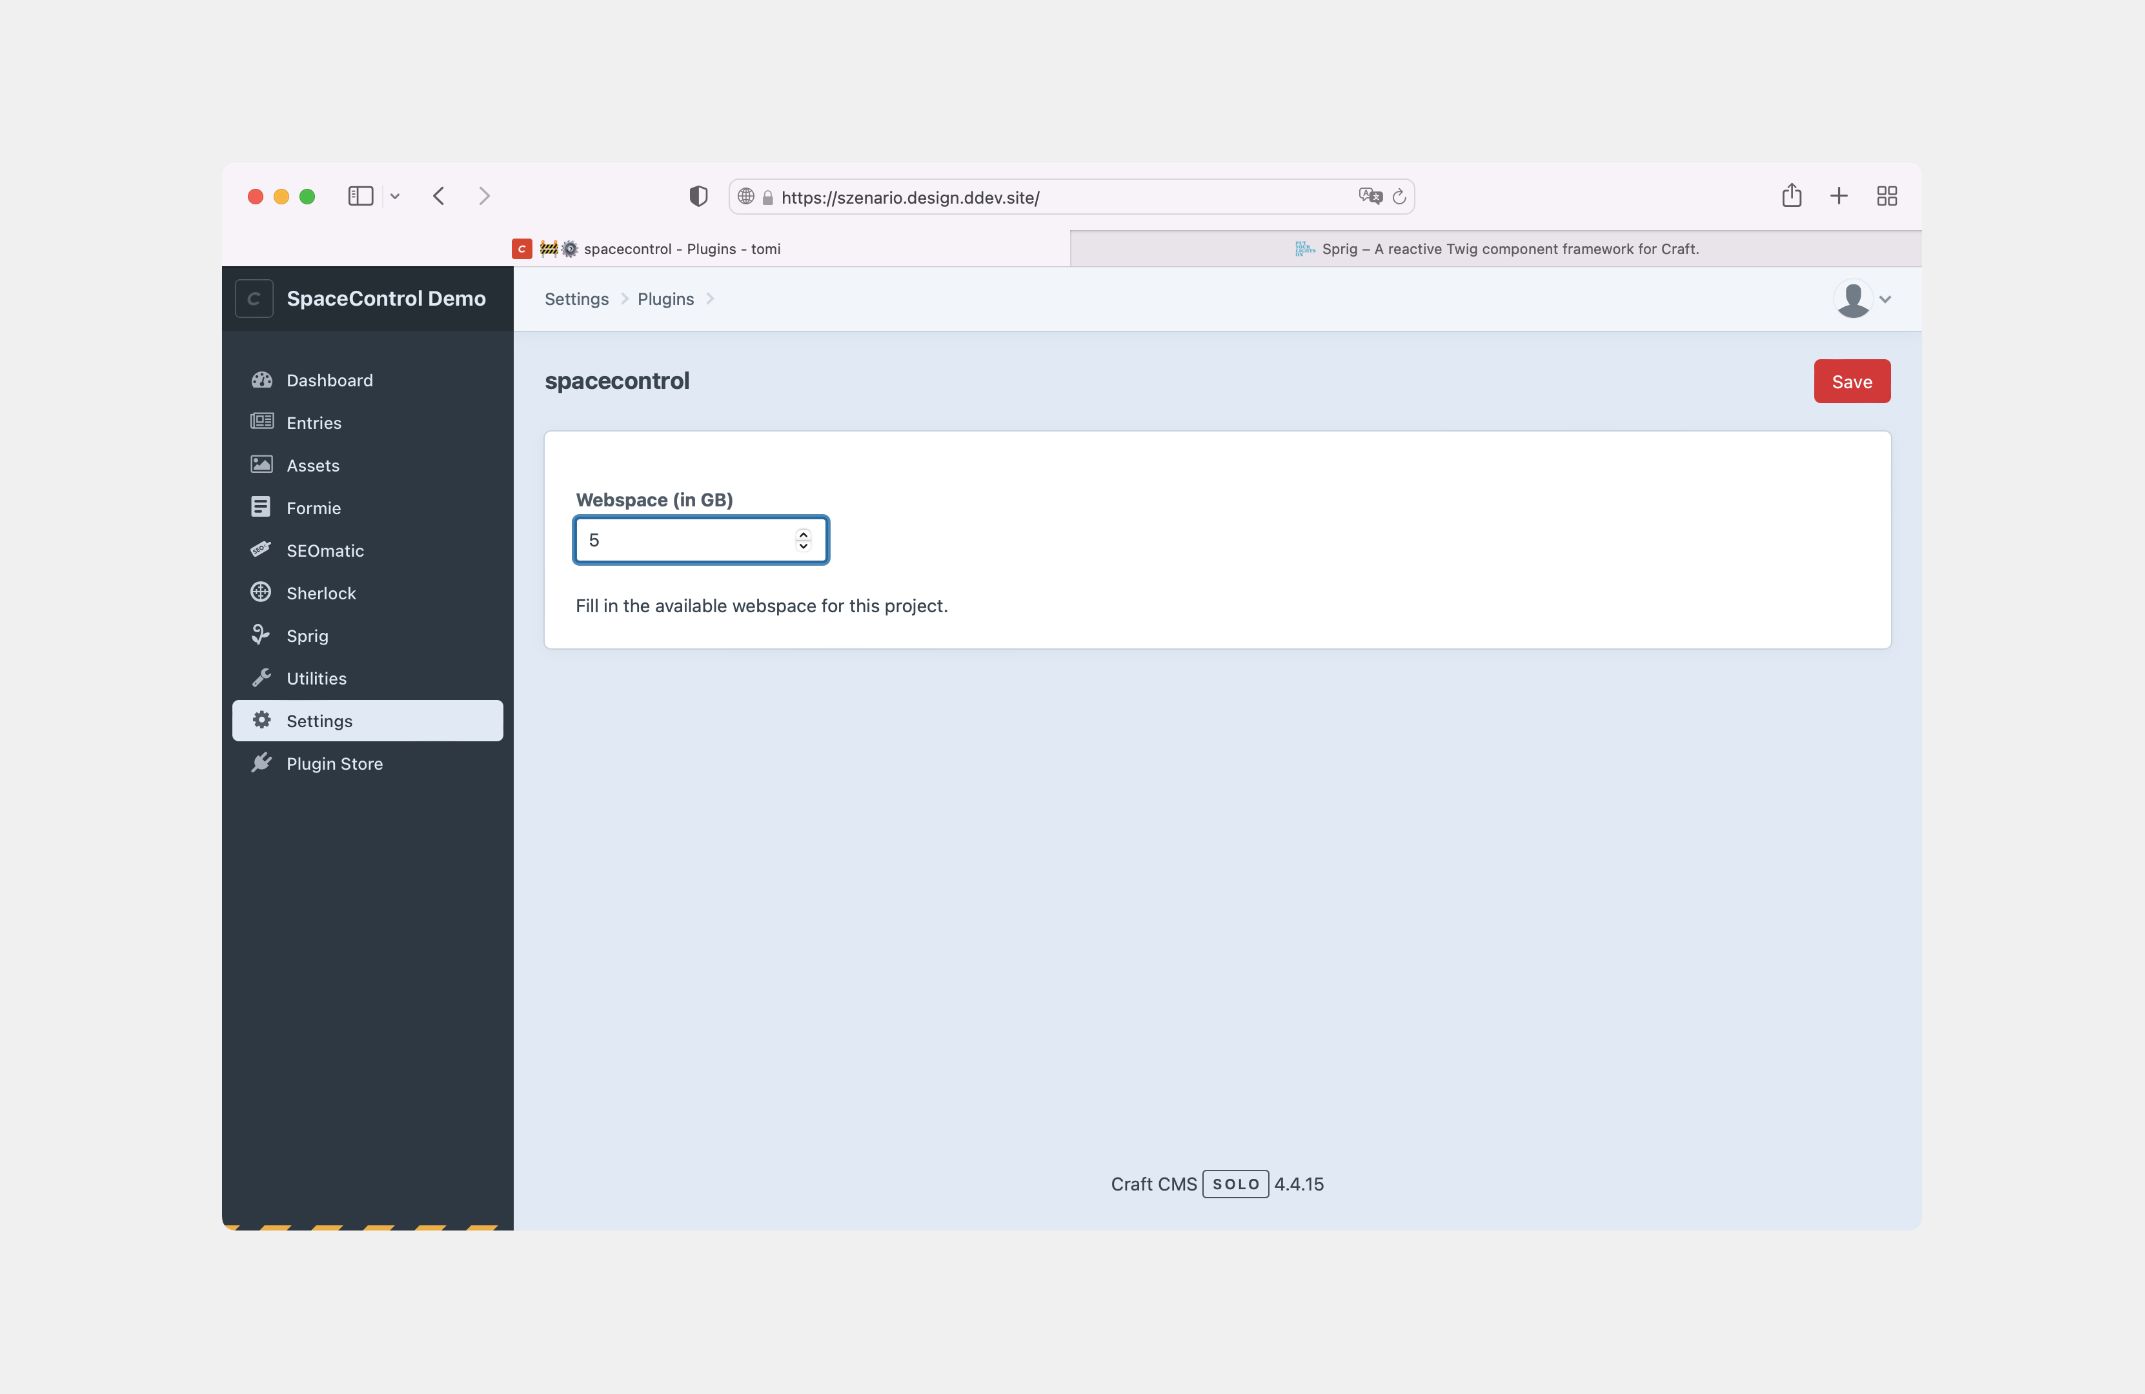 https://szenario.design.ddev.site/
spacecontrol - Plugins - tomi
Sprig – A reactive Twig component framework for Craft.
SpaceControl Demo
Settings
Plugins
Dashboard
Entries
Assets
Formie
SEOmatic
Sherlock
Sprig
Utilities
Settings
Plugin Store
spacecontrol
Save
Webspace (in GB)
5
Fill in the available webspace for this project.
Craft CMS SOLO 4.4.15